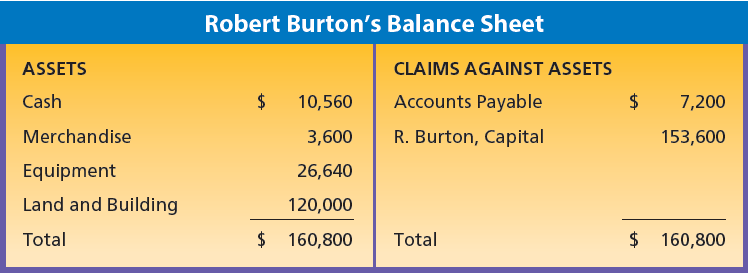 Robert Burton's Balance Sheet
ASSETS
Cash $ 10,560
Merchandise 3,600
Equipment 26,640
Land and Building 120,000
Total $ 160,800
CLAIMS AGAINST ASSETS
Accounts Payable $ 7,200
R. Burton, Capital 153,600
Total $ 160,800